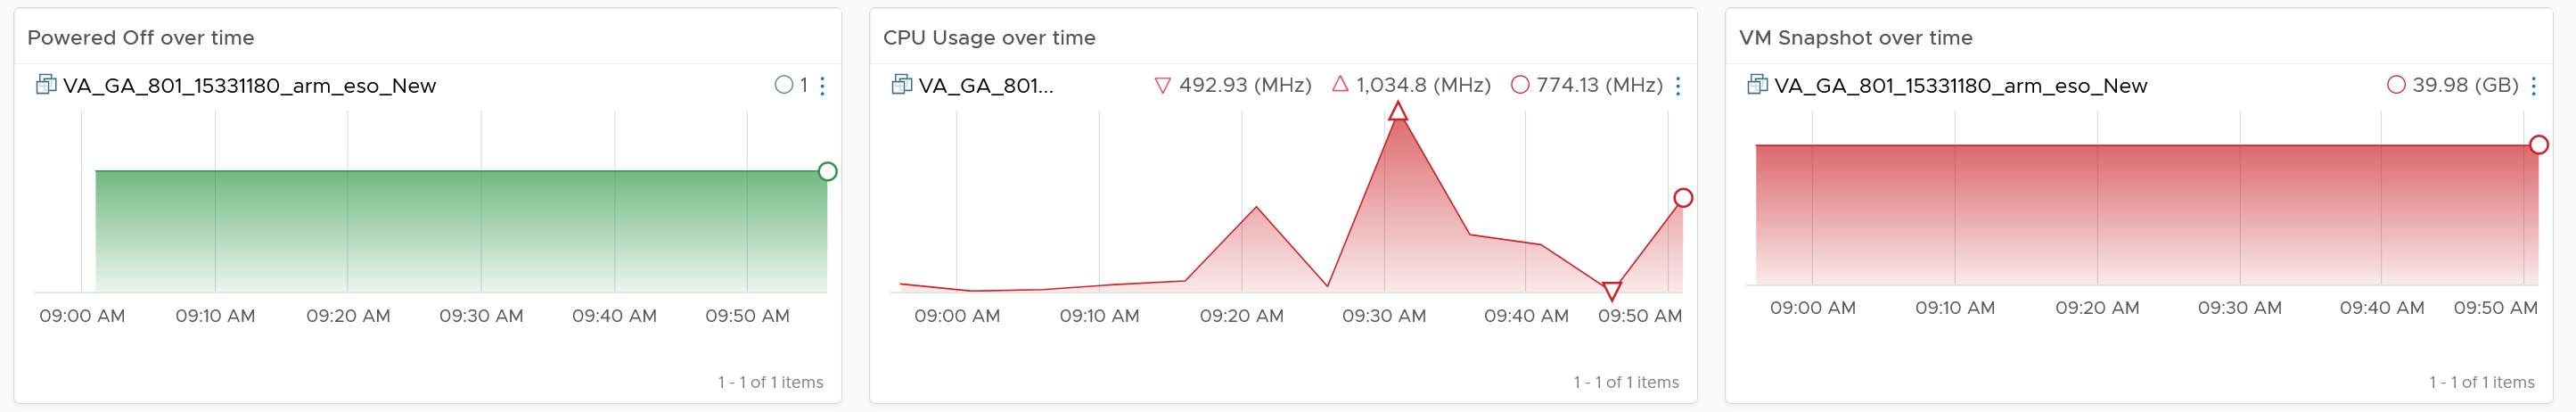 Powered Off over time
VA_GA_801_15331180_arm_eso_New 1
09:00 AM 09:10 AM 09:20 AM 09:30 AM 09:40 AM 09:50 AM
1 - 1 of 1 items
CPU Usage over time
VA_GA_801... 492.93 (MHz) 1,034.8 (MHz) 774.13 (MHz)
09:00 AM 09:10 AM 09:20 AM 09:30 AM 09:40 AM 09:50 AM
1 - 1 of 1 items
VM Snapshot over time
VA_GA_801_15331180_arm_eso_New 39.98 (GB)
09:00 AM 09:10 AM 09:20 AM 09:30 AM 09:40 AM 09:50 AM
1 - 1 of 1 items